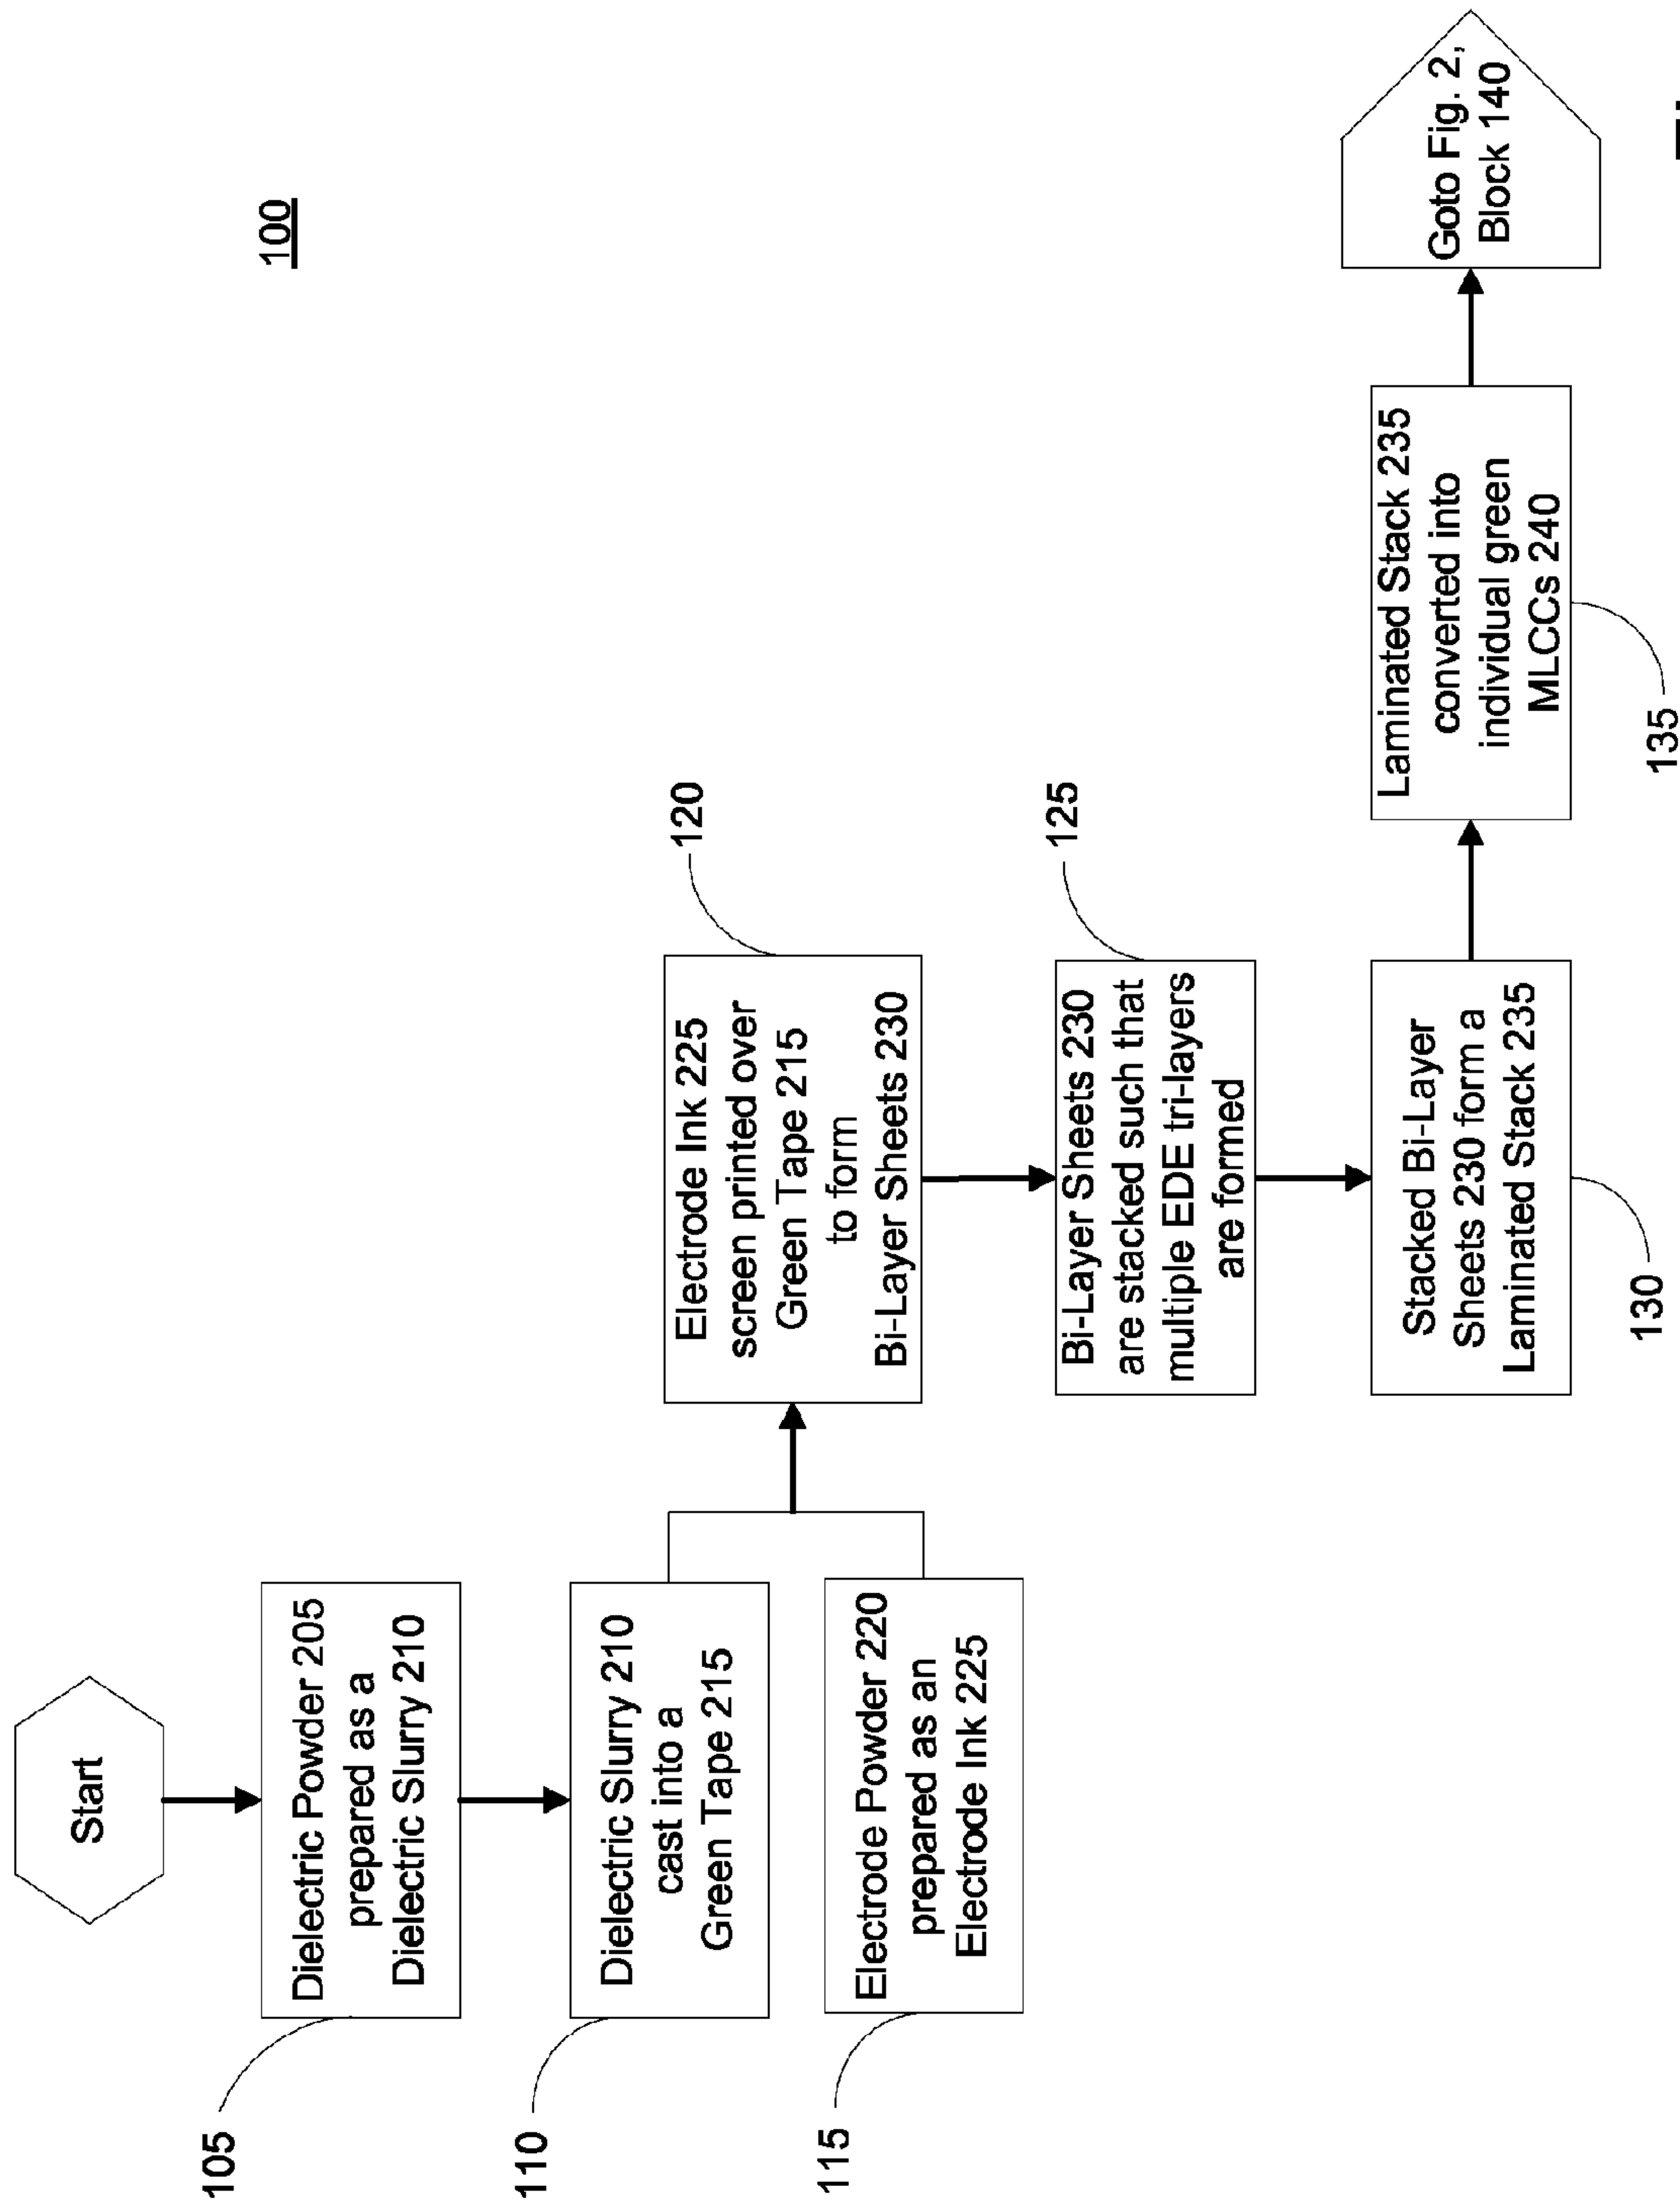 100
Start
105
Dielectric Powder 205
prepared as a
Dielectric Slurry 210
110
Dielectric Slurry 210
cast into a
Green Tape 215
115
Electrode Powder 220
prepared as an
Electrode Ink 225
120
Electrode Ink 225
screen printed over
Green Tape 215
to form
Bi-Layer Sheets 230
125
Bi-Layer Sheets 230
are stacked such that
multiple EDE tri-layers
are formed
130
Stacked Bi-Layer
Sheets 230 form a
Laminated Stack 235
135
Laminated Stack 235
converted into
individual green
MLCCs 240
Goto Fig. 2,
Block 140